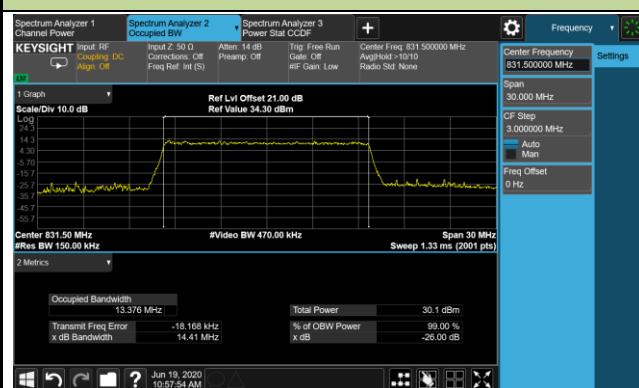 Spectrum Analyzer 1
Channel Power
Spectrum Analyzer 2
Occupied BW
Spectrum Analyzer 3
Power Stat CCDF
Frequency
KEYSIGHT
Input: RF
Coupling: DC
Align: Off
Input Z: 50 Ω
Corrections: Off
Freq Ref: Int (S)
Atten: 14 dB
Preamp: Off
Trig: Free Run
Gate: Off
#IF Gain: Low
Center Freq: 831.500000 MHz
Avg|Hold:>10/10
Radio Std: None
Center Frequency
831.500000 MHz
Settings
Span
30.000 MHz
CF Step
3.000000 MHz
Auto
Man
Freq Offset
0 Hz
1 Graph
Scale/Div 10.0 dB
Ref Lvl Offset 21.00 dB
Ref Value 34.30 dBm
Log
24.3
14.3
4.30
-5.70
-15.7
-25.7
-35.7
-45.7
-55.7
Center 831.50 MHz
#Video BW 470.00 kHz
Span 30 MHz
#Res BW 150.00 kHz
Sweep 1.33 ms (2001 pts)
2 Metrics
Occupied Bandwidth
13.376 MHz
Total Power 30.1 dBm
Transmit Freq Error -18.168 kHz
% of OBW Power 99.00 %
x dB Bandwidth 14.41 MHz
x dB -26.00 dB
?
Jun 19, 2020
10:57:54 AM